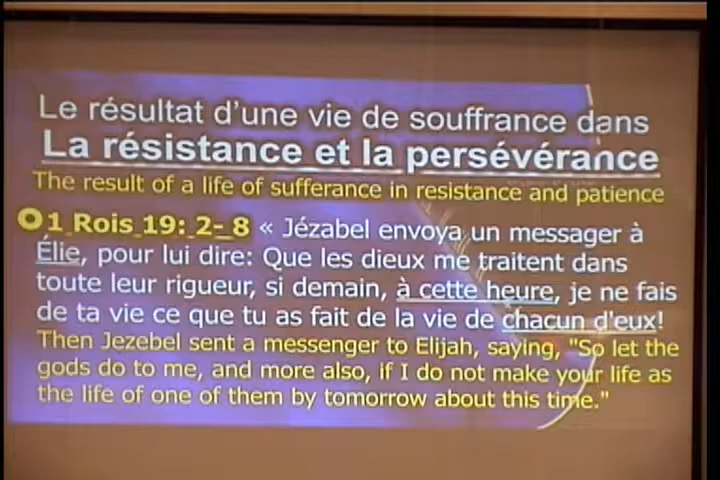 Le résultat d'une vie de souffrance dans
La résistance et la persévérance
The result of a life of sufferance in resistance and patience
1 Rois 19: 2-8 « Jézabel envoya un messager à
Élie, pour lui dire: Que les dieux me traitent dans
toute leur rigueur, si demain, à cette heure, je ne fais
de ta vie ce que tu as fait de la vie de chacun d'eux!
Then Jezebel sent a messenger to Elijah, saying, "So let the
gods do to me, and more also, if I do not make your life as
the life of one of them by tomorrow about this time."